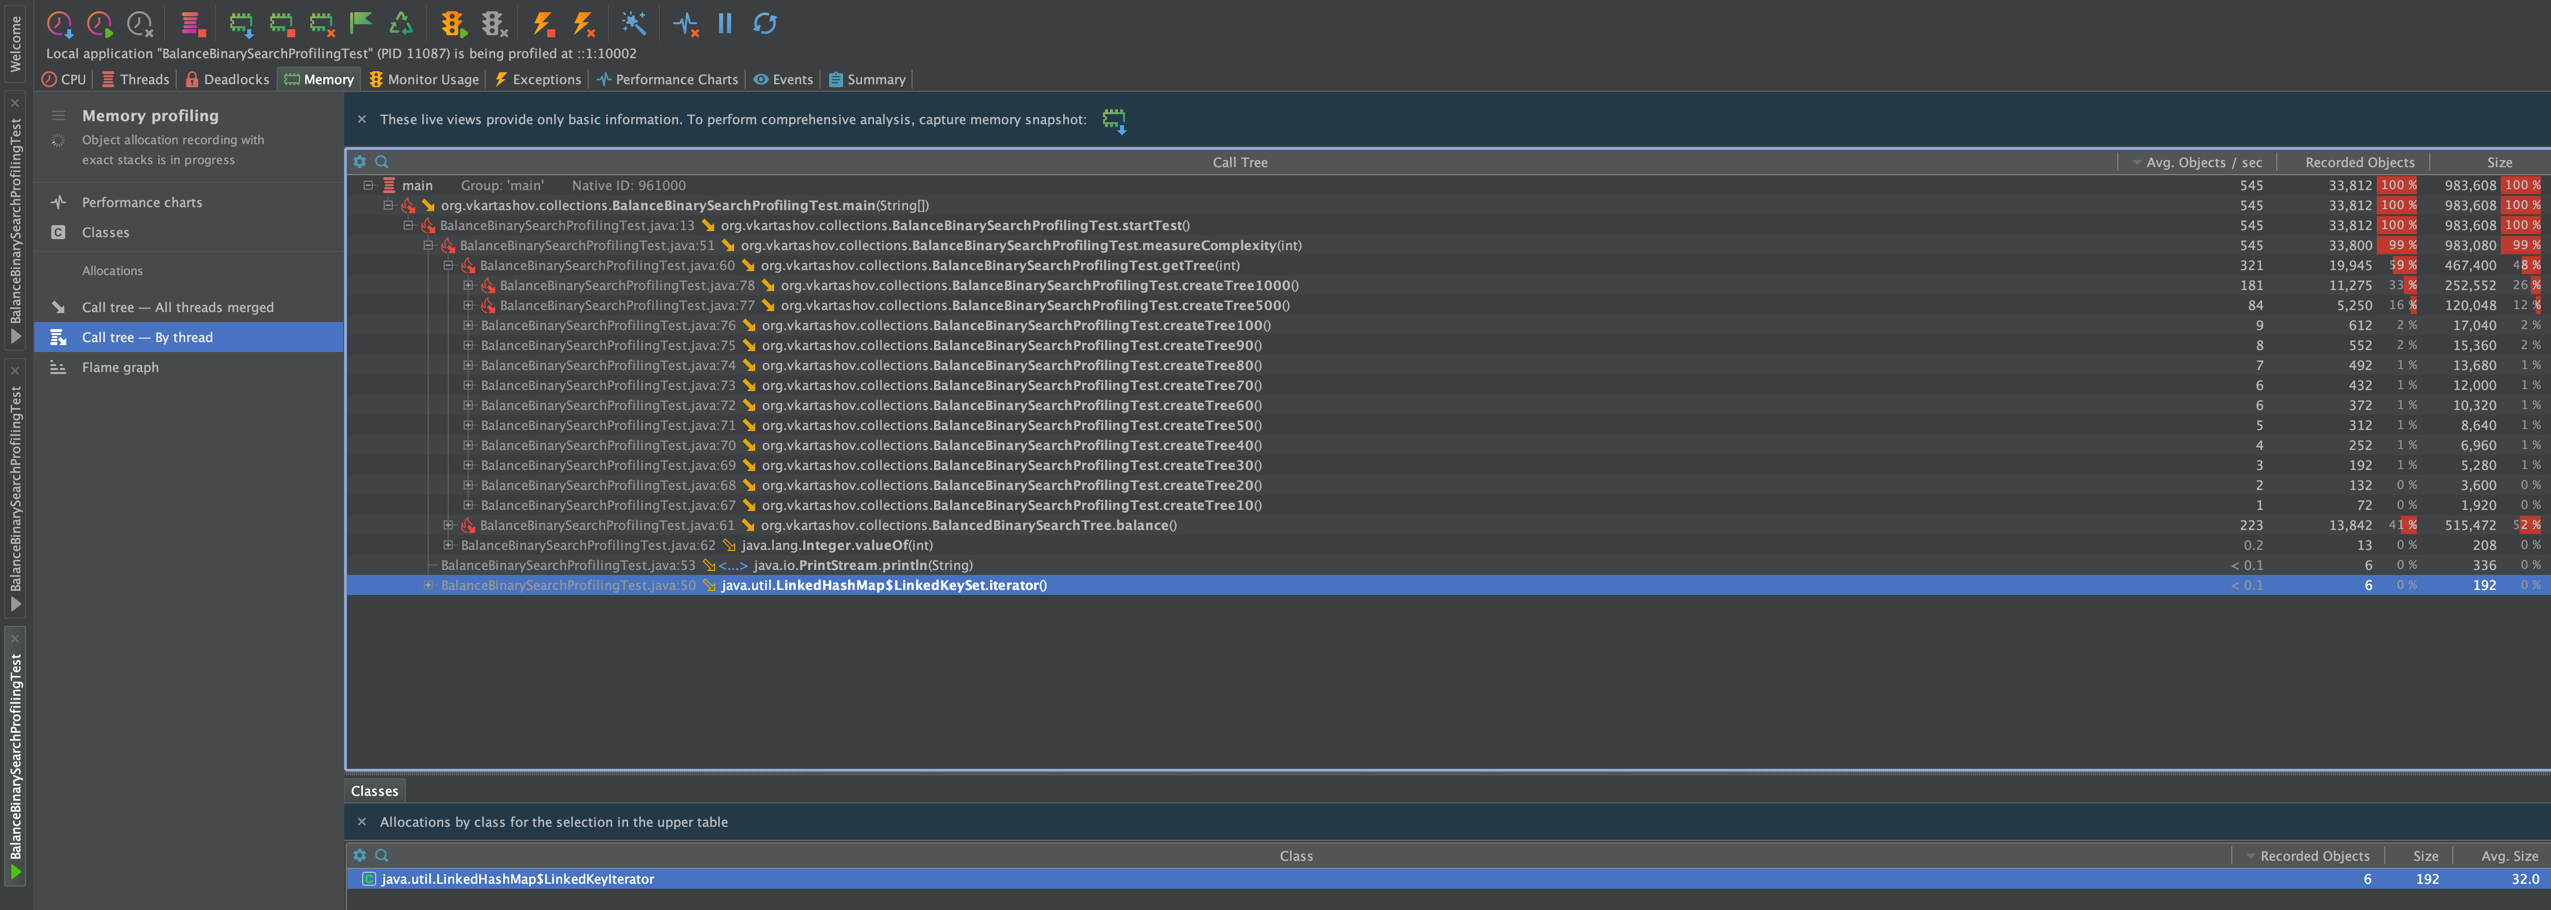 Welcome
Local application "BalanceBinarySearchProfilingTest" (PID 11087) is being profiled at ::1:10002
CPU Threads Deadlocks Memory Monitor Usage Exceptions Performance Charts Events Summary
BalanceBinarySearchProfilingTest
BalanceBinarySearchProfilingTest
BalanceBinarySearchProfilingTest
Memory profiling
Object allocation recording with
exact stacks is in progress
Performance charts
Classes
Allocations
Call tree — All threads merged
Call tree — By thread
Flame graph
These live views provide only basic information. To perform comprehensive analysis, capture memory snapshot:
Call Tree Avg. Objects / sec Recorded Objects Size
main Group: 'main' Native ID: 961000 545 33,812 100 % 983,608 100 %
org.vkartashov.collections.BalanceBinarySearchProfilingTest.main(String[]) 545 33,812 100 % 983,608 100 %
BalanceBinarySearchProfilingTest.java:13 org.vkartashov.collections.BalanceBinarySearchProfilingTest.startTest() 545 33,812 100 % 983,608 100 %
BalanceBinarySearchProfilingTest.java:51 org.vkartashov.collections.BalanceBinarySearchProfilingTest.measureComplexity(int) 545 33,800 99 % 983,080 99 %
BalanceBinarySearchProfilingTest.java:60 org.vkartashov.collections.BalanceBinarySearchProfilingTest.getTree(int) 321 19,945 59 % 467,400 48 %
BalanceBinarySearchProfilingTest.java:78 org.vkartashov.collections.BalanceBinarySearchProfilingTest.createTree1000() 181 11,275 33 % 252,552 26 %
BalanceBinarySearchProfilingTest.java:77 org.vkartashov.collections.BalanceBinarySearchProfilingTest.createTree500() 84 5,250 16 % 120,048 12 %
BalanceBinarySearchProfilingTest.java:76 org.vkartashov.collections.BalanceBinarySearchProfilingTest.createTree100() 9 612 2 % 17,040 2 %
BalanceBinarySearchProfilingTest.java:75 org.vkartashov.collections.BalanceBinarySearchProfilingTest.createTree90() 8 552 2 % 15,360 2 %
BalanceBinarySearchProfilingTest.java:74 org.vkartashov.collections.BalanceBinarySearchProfilingTest.createTree80() 7 492 1 % 13,680 1 %
BalanceBinarySearchProfilingTest.java:73 org.vkartashov.collections.BalanceBinarySearchProfilingTest.createTree70() 6 432 1 % 12,000 1 %
BalanceBinarySearchProfilingTest.java:72 org.vkartashov.collections.BalanceBinarySearchProfilingTest.createTree60() 6 372 1 % 10,320 1 %
BalanceBinarySearchProfilingTest.java:71 org.vkartashov.collections.BalanceBinarySearchProfilingTest.createTree50() 5 312 1 % 8,640 1 %
BalanceBinarySearchProfilingTest.java:70 org.vkartashov.collections.BalanceBinarySearchProfilingTest.createTree40() 4 252 1 % 6,960 1 %
BalanceBinarySearchProfilingTest.java:69 org.vkartashov.collections.BalanceBinarySearchProfilingTest.createTree30() 3 192 1 % 5,280 1 %
BalanceBinarySearchProfilingTest.java:68 org.vkartashov.collections.BalanceBinarySearchProfilingTest.createTree20() 2 132 0 % 3,600 0 %
BalanceBinarySearchProfilingTest.java:67 org.vkartashov.collections.BalanceBinarySearchProfilingTest.createTree10() 1 72 0 % 1,920 0 %
BalanceBinarySearchProfilingTest.java:61 org.vkartashov.collections.BalancedBinarySearchTree.balance() 223 13,842 41 % 515,472 52 %
BalanceBinarySearchProfilingTest.java:62 java.lang.Integer.valueOf(int) 0.2 13 0 % 208 0 %
BalanceBinarySearchProfilingTest.java:53 <...> java.io.PrintStream.println(String) < 0.1 6 0 % 336 0 %
BalanceBinarySearchProfilingTest.java:50 java.util.LinkedHashMap$LinkedKeySet.iterator() < 0.1 6 0 % 192 0 %
Classes
Allocations by class for the selection in the upper table
Class Recorded Objects Size Avg. Size
java.util.LinkedHashMap$LinkedKeyIterator 6 192 32.0